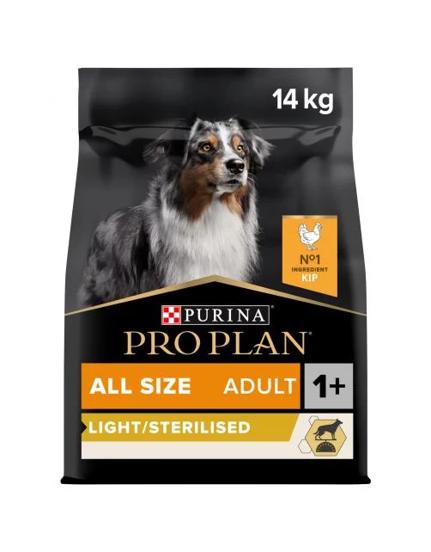 14 kg
Nº1
INGREDIENT
KIP
PURINA
PRO PLAN
ALL SIZE ADULT 1+
LIGHT/STERILISED